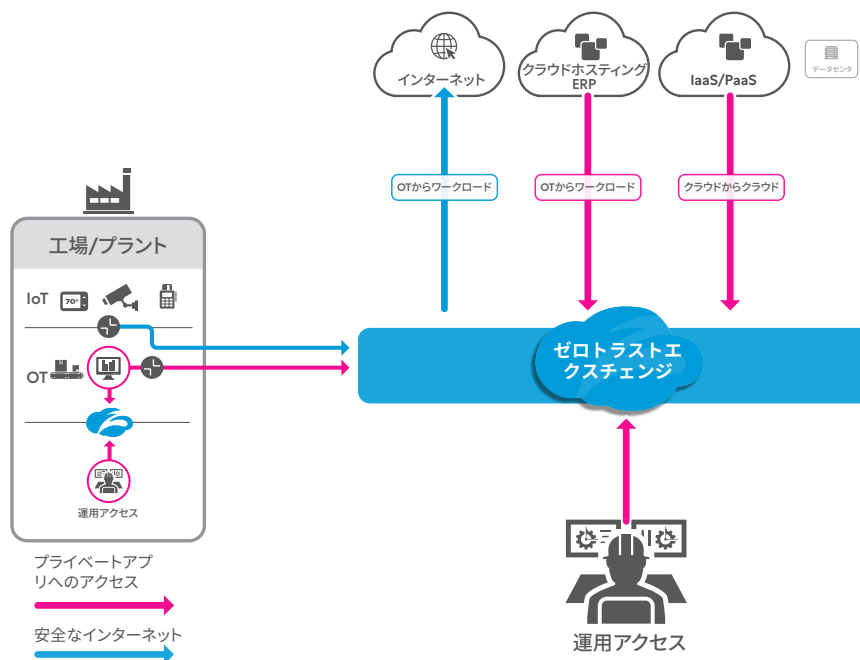 インターネット
クラウドホスティング
ERP
IaaS/PaaS
データセンタ
OTからワークロード
OTからワークロード
クラウドからクラウド
工場/プラント
IoT
70°
OT
運用アクセス
ゼロトラストエ
クスチェンジ
プライベートアプ
リへのアクセス
安全なインターネット
運用アクセス